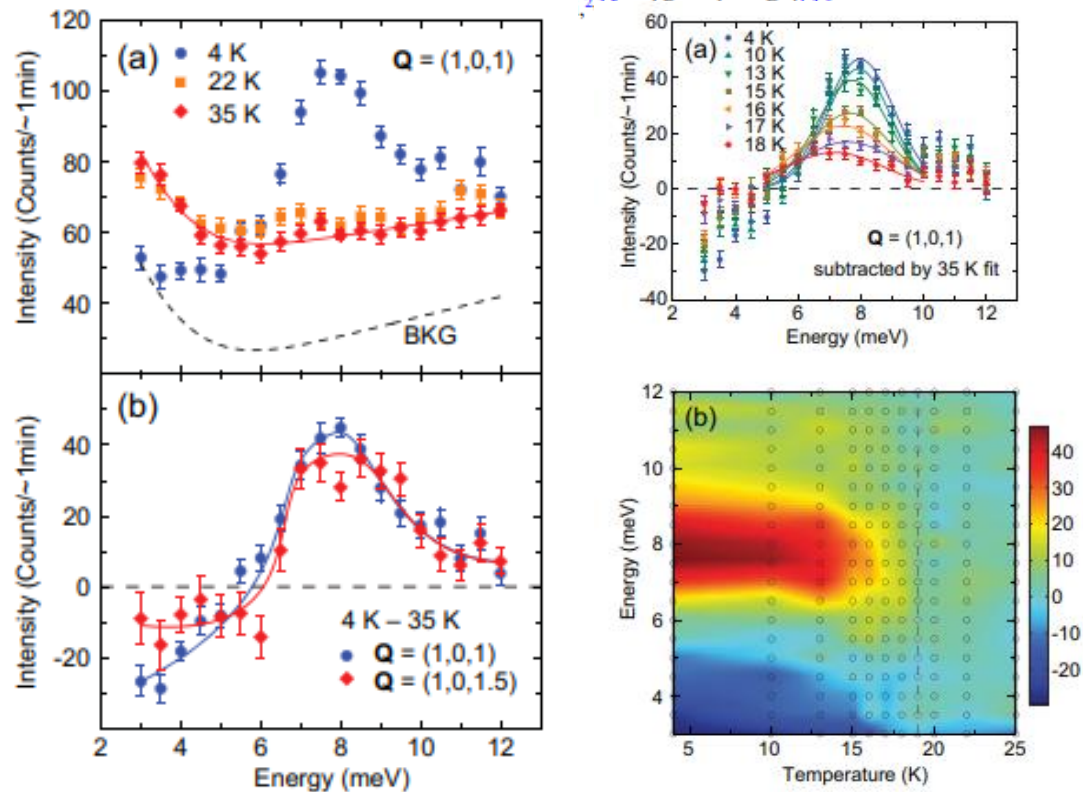 (a)
4 K
22 K
35 K
Q = (1,0,1)
120
100
80
60
40
Intensity (Counts/~1min)
BKG
(b)
40
20
0
-20
Intensity (Counts/~1min)
4 K – 35 K
Q = (1,0,1)
Q = (1,0,1.5)
2 4 6 8 10 12
Energy (meV)
(a)
4 K
10 K
13 K
15 K
16 K
17 K
18 K
60
40
20
0
-20
-40
Intensity (Counts/~1min)
Q = (1,0,1)
subtracted by 35 K fit
4 6 8 10 12
Energy (meV)
(b)
12
10
8
6
4
Energy (meV)
5 10 15 20 25
Temperature (K)
40
30
20
10
0
-10
-20